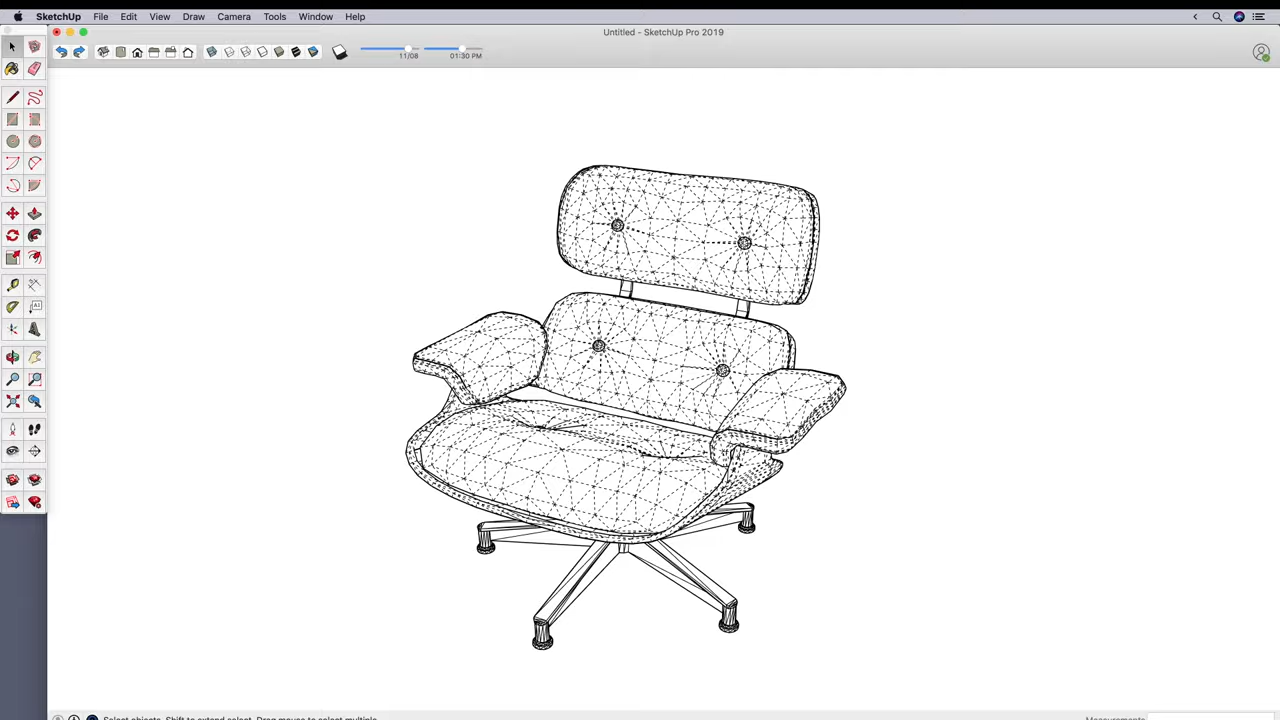 SketchUp File Edit View Draw Camera Tools Window Help
Untitled - SketchUp Pro 2019
11/08 01:30 PM
A1
Select objects. Shift to extend select. Drag mouse to select multiple.
Measurements